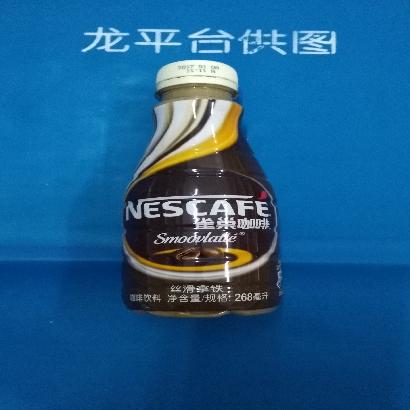 龙平台供图
NESCAFÉ
雀巢咖啡
Smoovlatté®
丝滑拿铁
咖啡饮料 净含量/规格: 268毫升